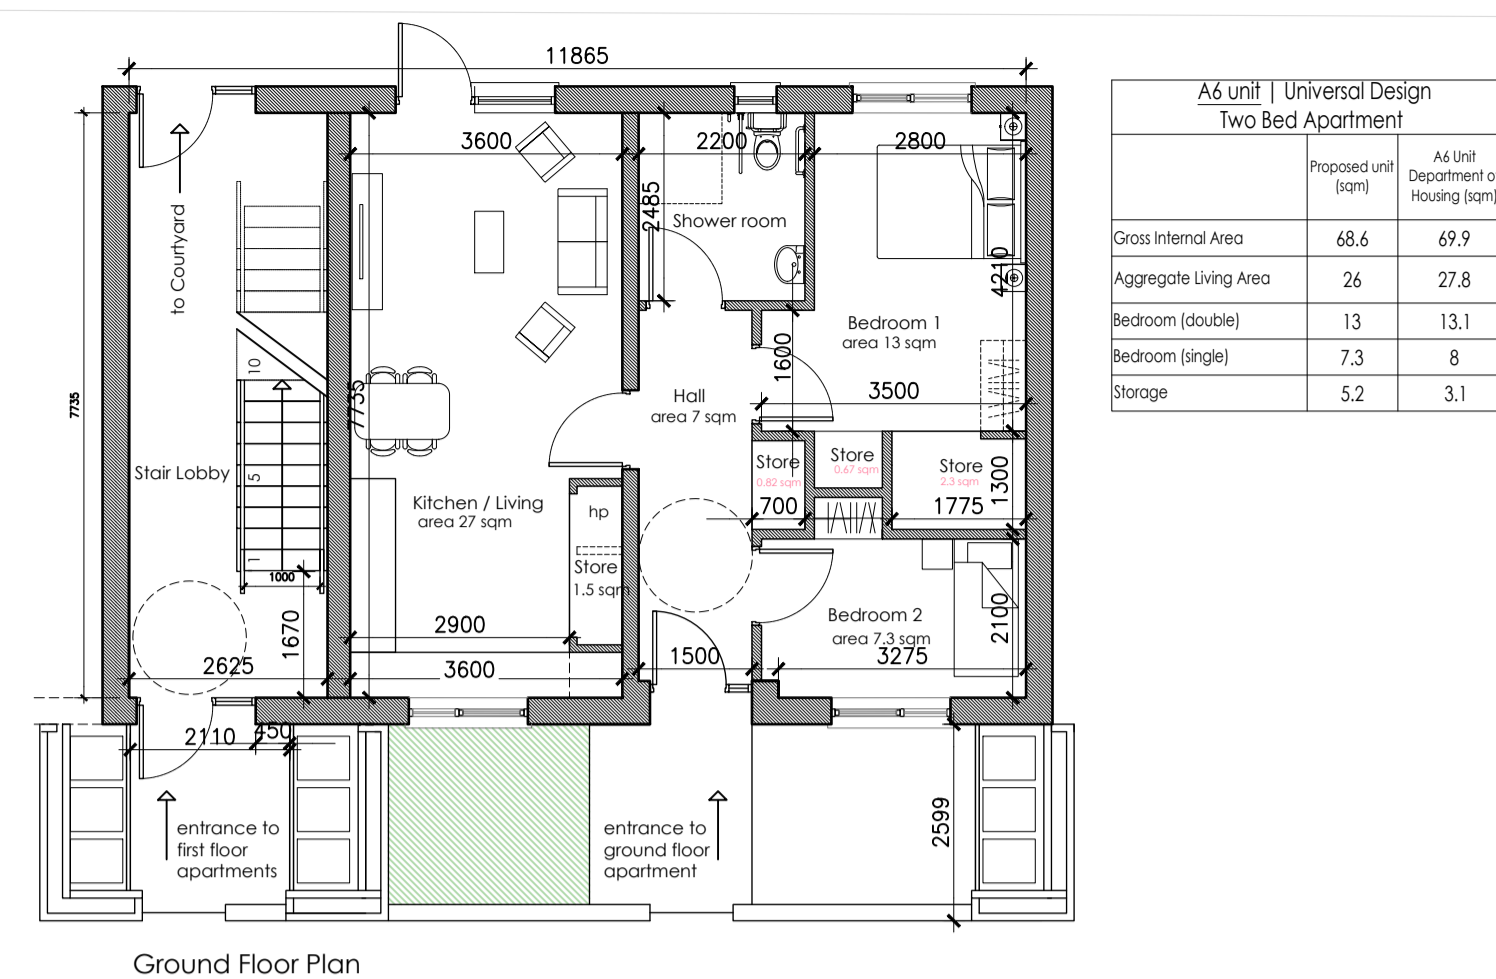 11865
A6 unit | Universal Design
Two Bed Apartment
Proposed unit
(sqm)
A6 Unit
Department o
Housing (sqm)
Gross Internal Area 68.6 69.9
Aggregate Living Area 26 27.8
Bedroom (double) 13 13.1
Bedroom (single) 7.3 8
Storage 5.2 3.1
3600
2200
2800
to Courtyard
2485
Shower room
4210
Bedroom 1
area 13 sqm
1600
10
7735
7735
Hall
area 7 sqm
3500
Stair Lobby
5
Store
0.82 sqm
Store
0.67 sqm
Store
2.3 sqm
1300
700
1775
Kitchen / Living
area 27 sqm
hp
Store
1.5 sqm
1
1000
1670
2900
Bedroom 2
area 7.3 sqm
2100
2625
3600
1500
3275
2110
450
2599
entrance to
first floor
apartments
entrance to
ground floor
apartment
Ground Floor Plan